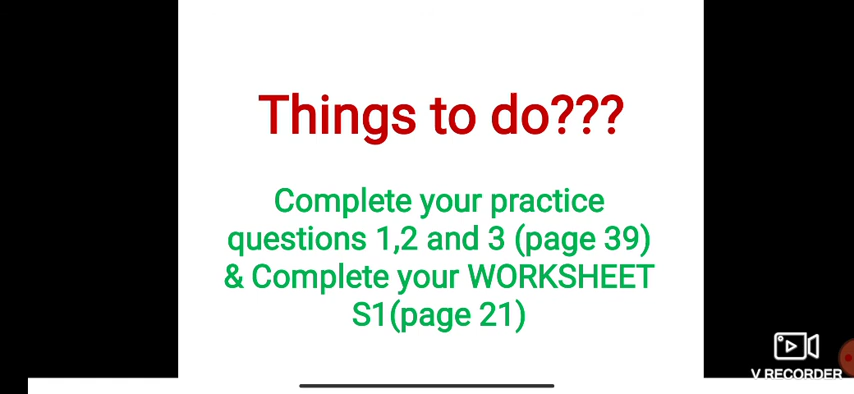 Things to do???
Complete your practice
questions 1,2 and 3 (page 39)
& Complete your WORKSHEET
S1(page 21)
V RECORDER